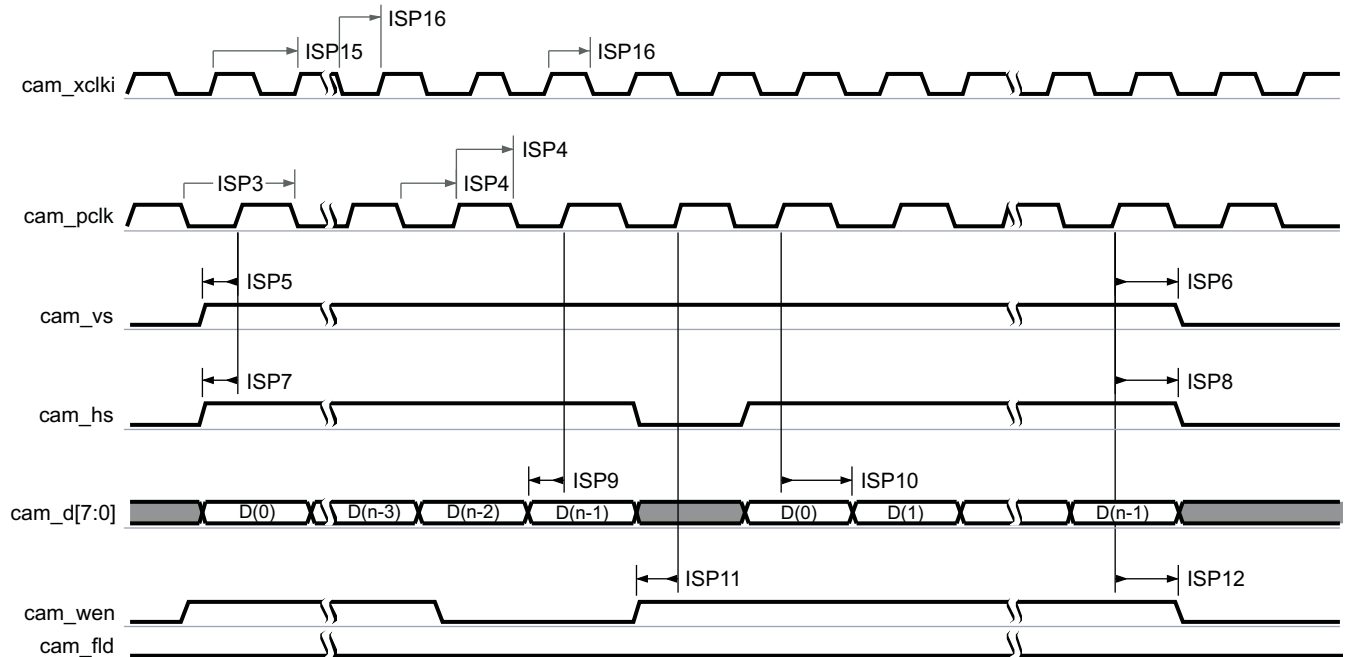 ISP16
ISP15
ISP16
cam_xclki
ISP4
ISP3
ISP4
cam_pclk
ISP5
ISP6
cam_vs
ISP7
ISP8
cam_hs
ISP9
ISP10
cam_d[7:0]
D(0)
D(n-3)
D(n-2)
D(n-1)
D(0)
D(1)
D(n-1)
ISP11
ISP12
cam_wen
cam_fld